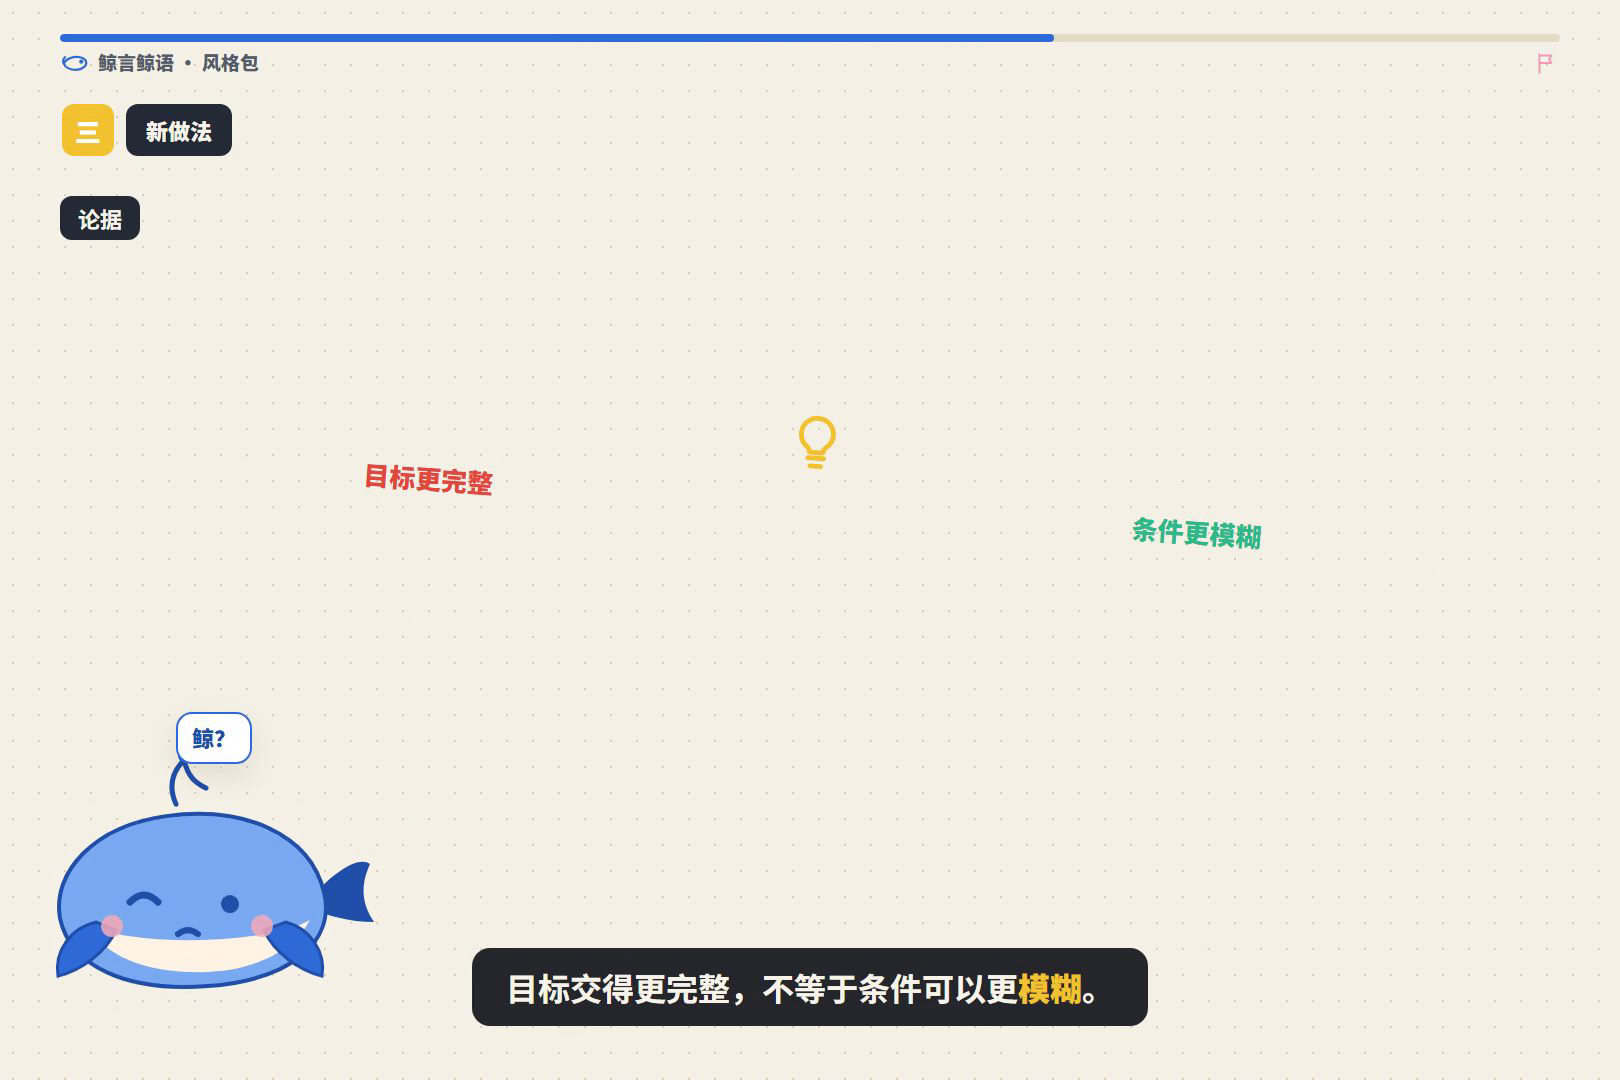 鲸言鲸语 • 风格包
三 新做法
论据
目标更完整
条件更模糊
鲸？
目标交得更完整，不等于条件可以更模糊。